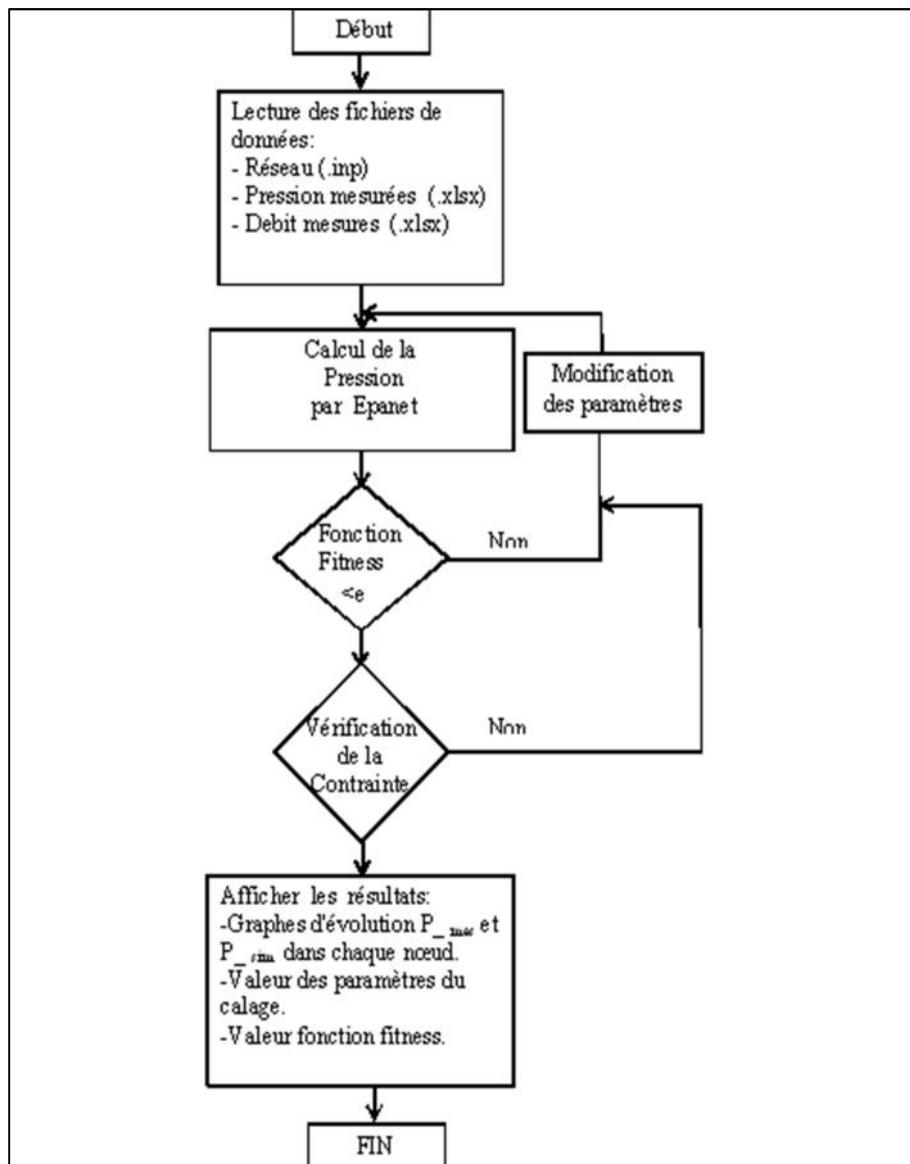 Début
Lecture des fichiers de
données:
- Réseau (.inp)
- Pression mesurées (.xlsx)
- Debit mesures (.xlsx)
Calcul de la
Pression
par Epanet
Modification
des paramètres
Fonction
Fitness
<e
Non
Vérification
de la
Contrainte
Non
Afficher les résultats:
-Graphes d'évolution P_ mes et
P_ sim dans chaque nœud.
-Valeur des paramètres du
calage.
-Valeur fonction fitness.
FIN